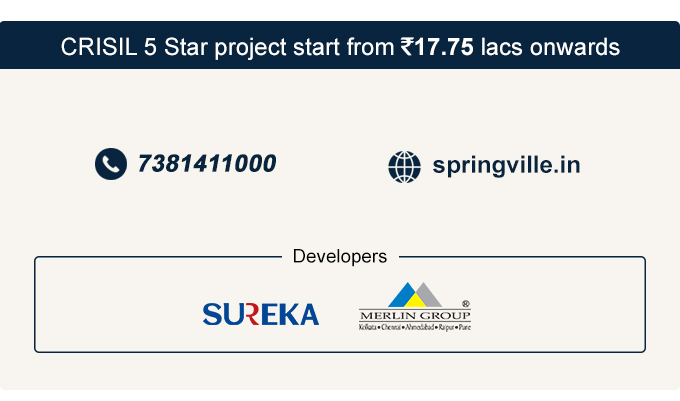 CRISIL 5 Star project start from ₹17.75 lacs onwards
7381411000
springville.in
Developers
SUREKA
MERLIN GROUP ®
Kolkata • Chennai • Ahmedabad • Raipur • Pune